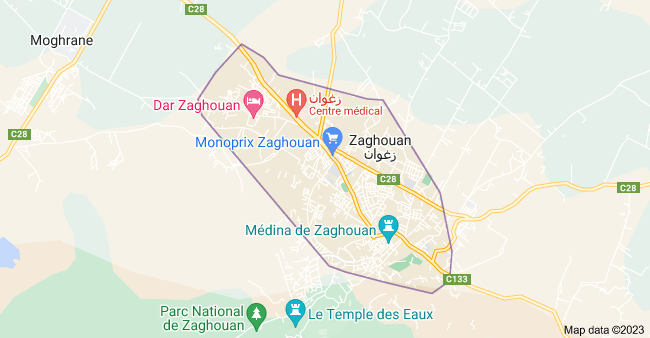 C28
Moghrane
زغوان
Centre médical
Dar Zaghouan
C28
Monoprix Zaghouan
Zaghouan
زغوان
C28
C28
Médina de Zaghouan
C133
Parc National
de Zaghouan
Le Temple des Eaux
Map data ©2023